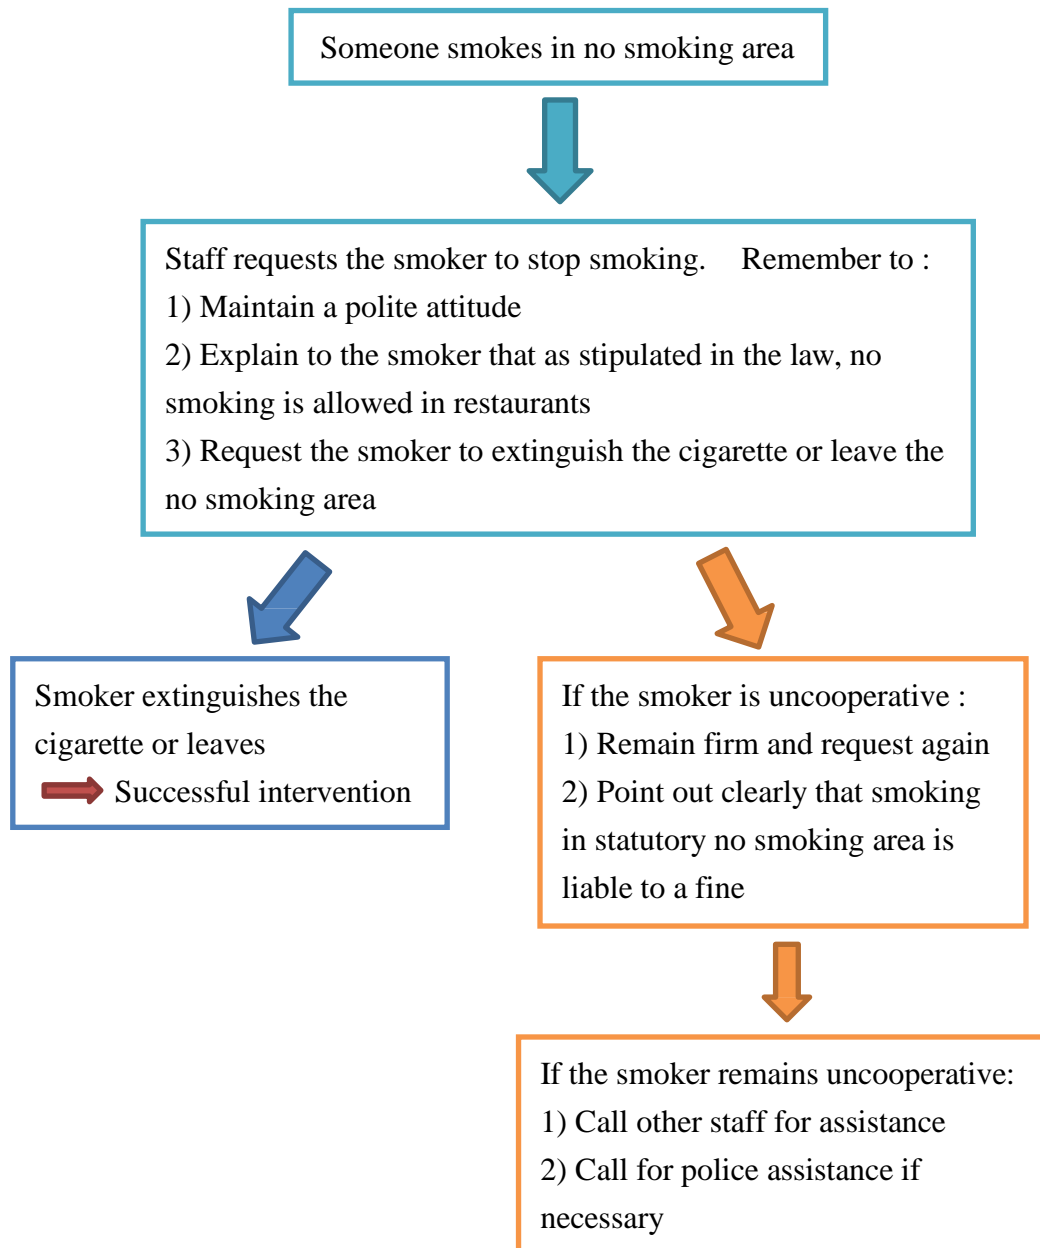 Someone smokes in no smoking area
Staff requests the smoker to stop smoking. Remember to :
1) Maintain a polite attitude
2) Explain to the smoker that as stipulated in the law, no
smoking is allowed in restaurants
3) Request the smoker to extinguish the cigarette or leave the
no smoking area
Smoker extinguishes the
cigarette or leaves
Successful intervention
If the smoker is uncooperative :
1) Remain firm and request again
2) Point out clearly that smoking
in statutory no smoking area is
liable to a fine
If the smoker remains uncooperative:
1) Call other staff for assistance
2) Call for police assistance if
necessary